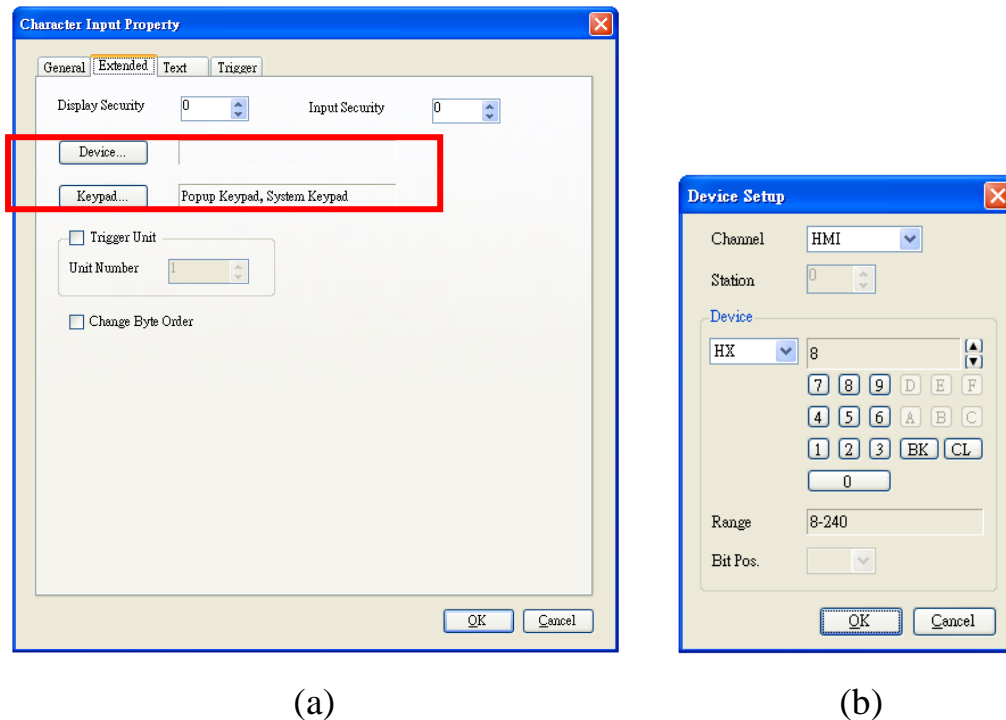 Character Input Property
General Extended Text Trigger
Display Security 0 Input Security 0
Device...
Keypad... Popup Keypad, System Keypad
Trigger Unit
Unit Number 1
Change Byte Order
OK Cancel
(a)
Device Setup
Channel HMI
Station 0
Device
HX 8
7 8 9 D E F
4 5 6 A B C
1 2 3 BK CL
0
Range 8-240
Bit Pos.
OK Cancel
(b)